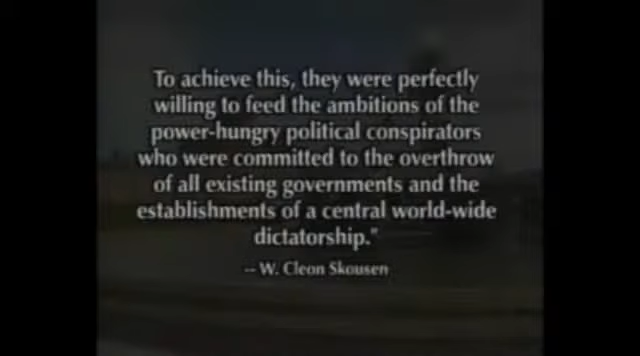 To achieve this, they were perfectly
willing to feed the ambitions of the
power-hungry political conspirators
who were committed to the overthrow
of all existing governments and the
establishments of a central world-wide
dictatorship."
-- W. Cleon Skousen